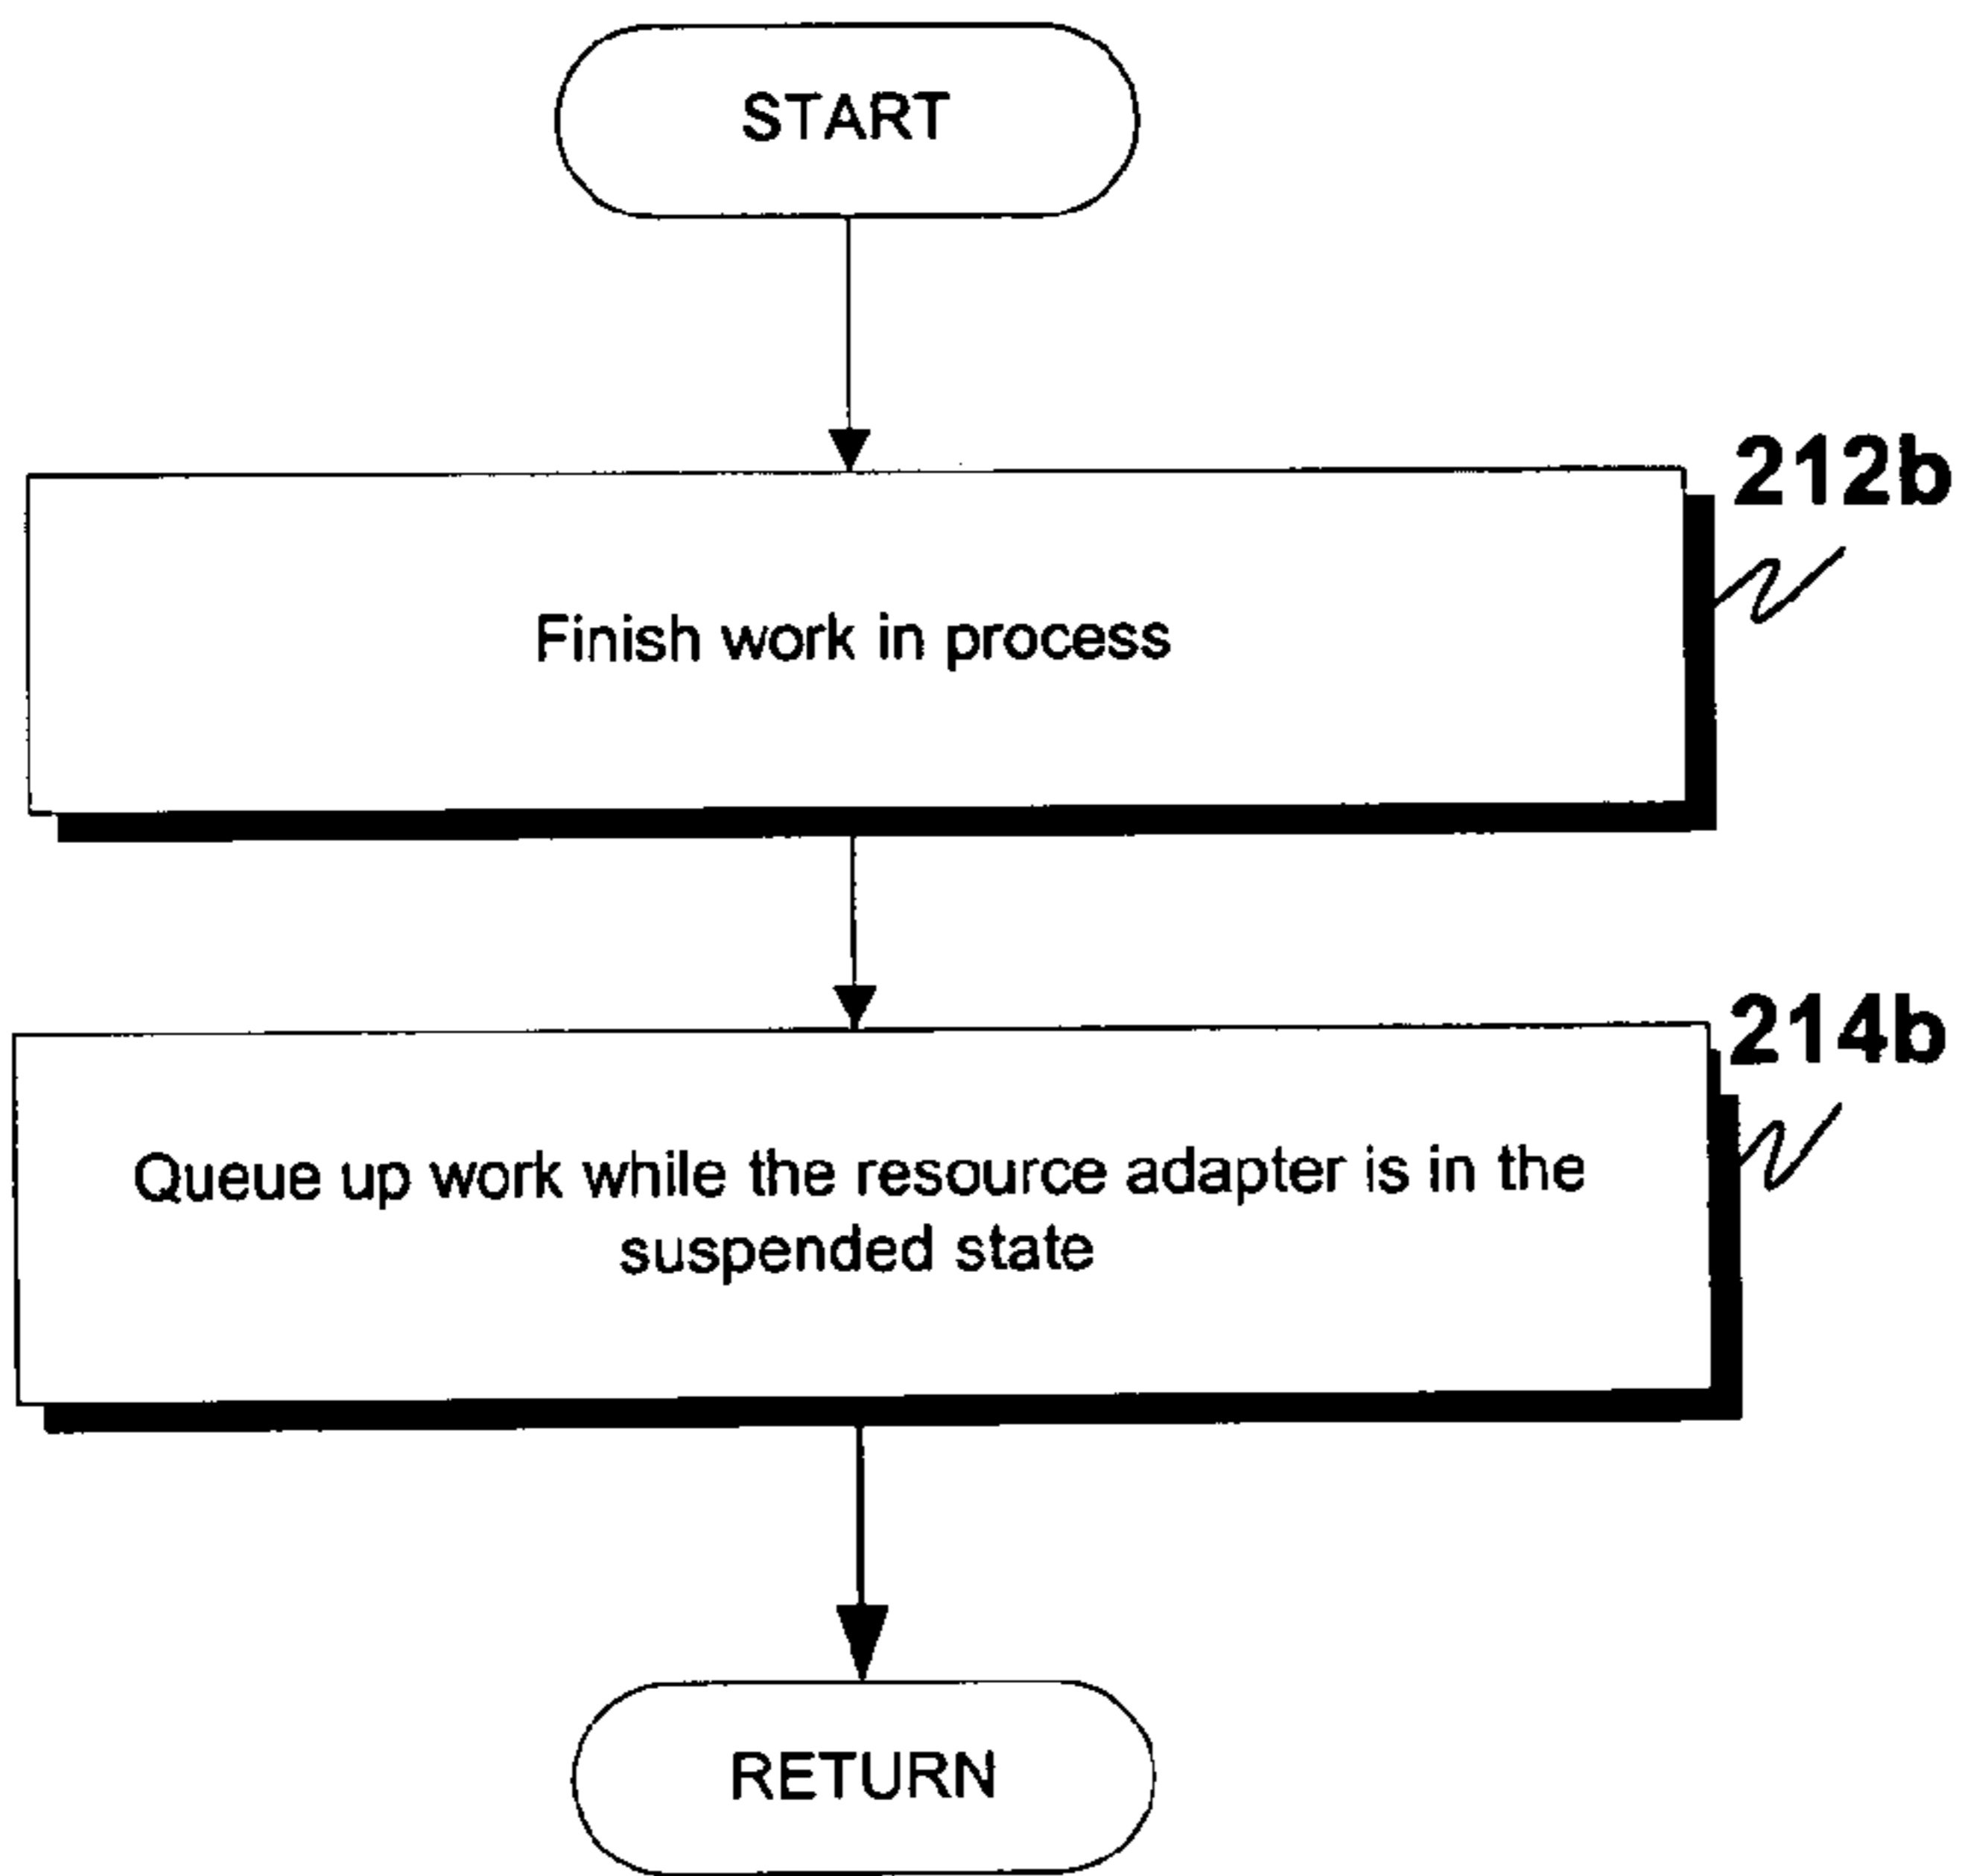 START
212b
Finish work in process
214b
Queue up work while the resource adapter is in the
suspended state
RETURN